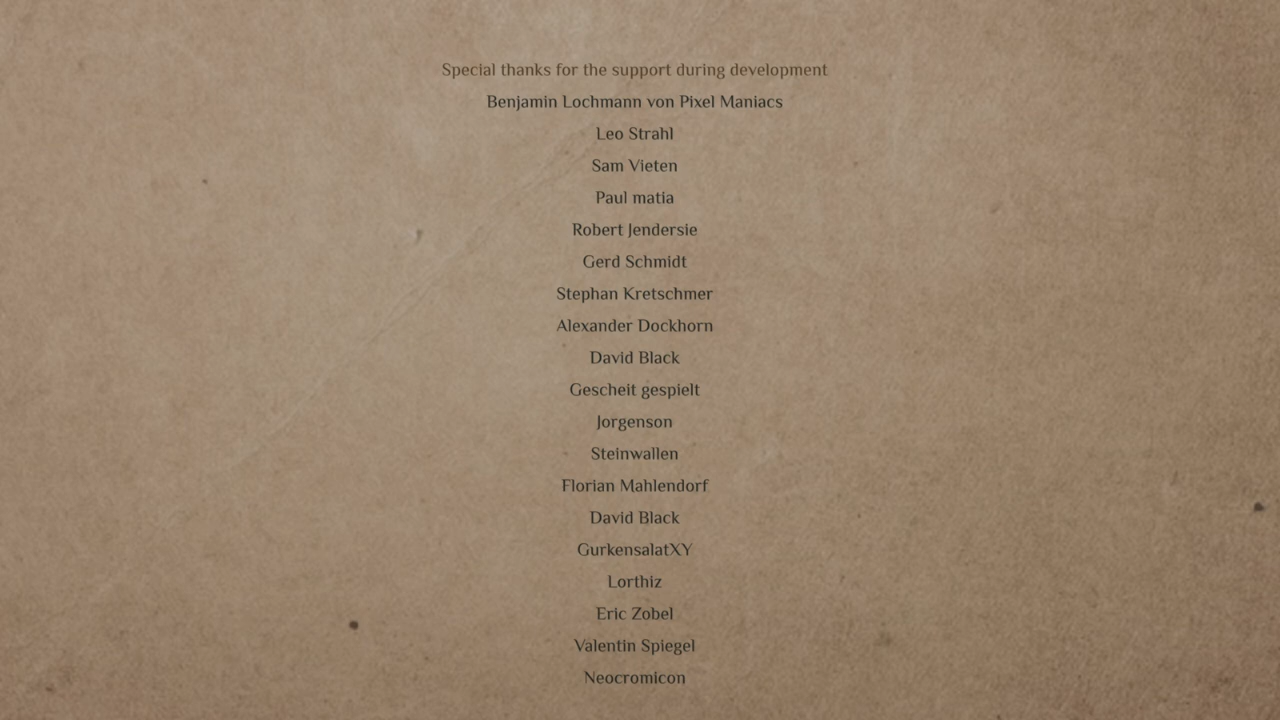 Special thanks for the support during development
Benjamin Lochmann von Pixel Maniacs
Leo Strahl
Sam Vieten
Paul matia
Robert Jendersie
Gerd Schmidt
Stephan Kretschmer
Alexander Dockhorn
David Black
Gescheit gespielt
Jorgenson
Steinwallen
Florian Mahlendorf
David Black
GurkensalatXY
Lorthiz
Eric Zobel
Valentin Spiegel
Neocromicon